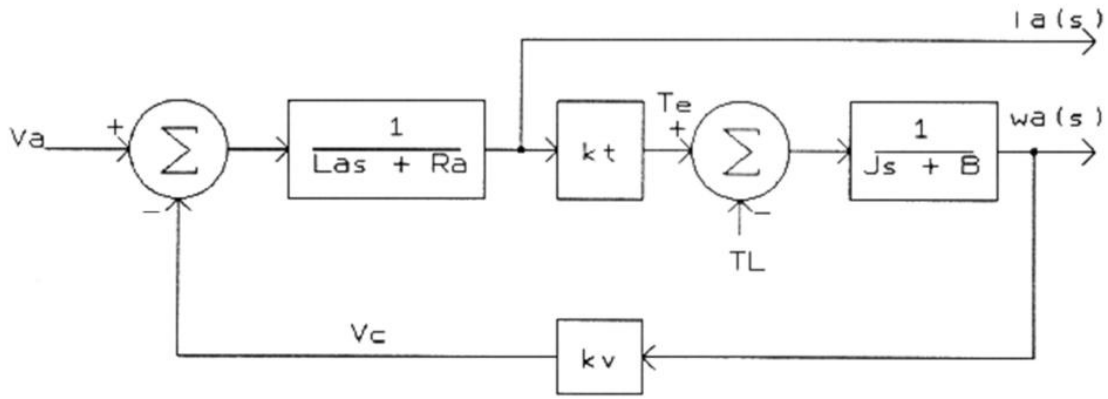 Ia(s)
Va
+
Σ
−
1
Las + Ra
kt
Te
+
Σ
−
TL
1
Js + B
wa(s)
Vc
kv